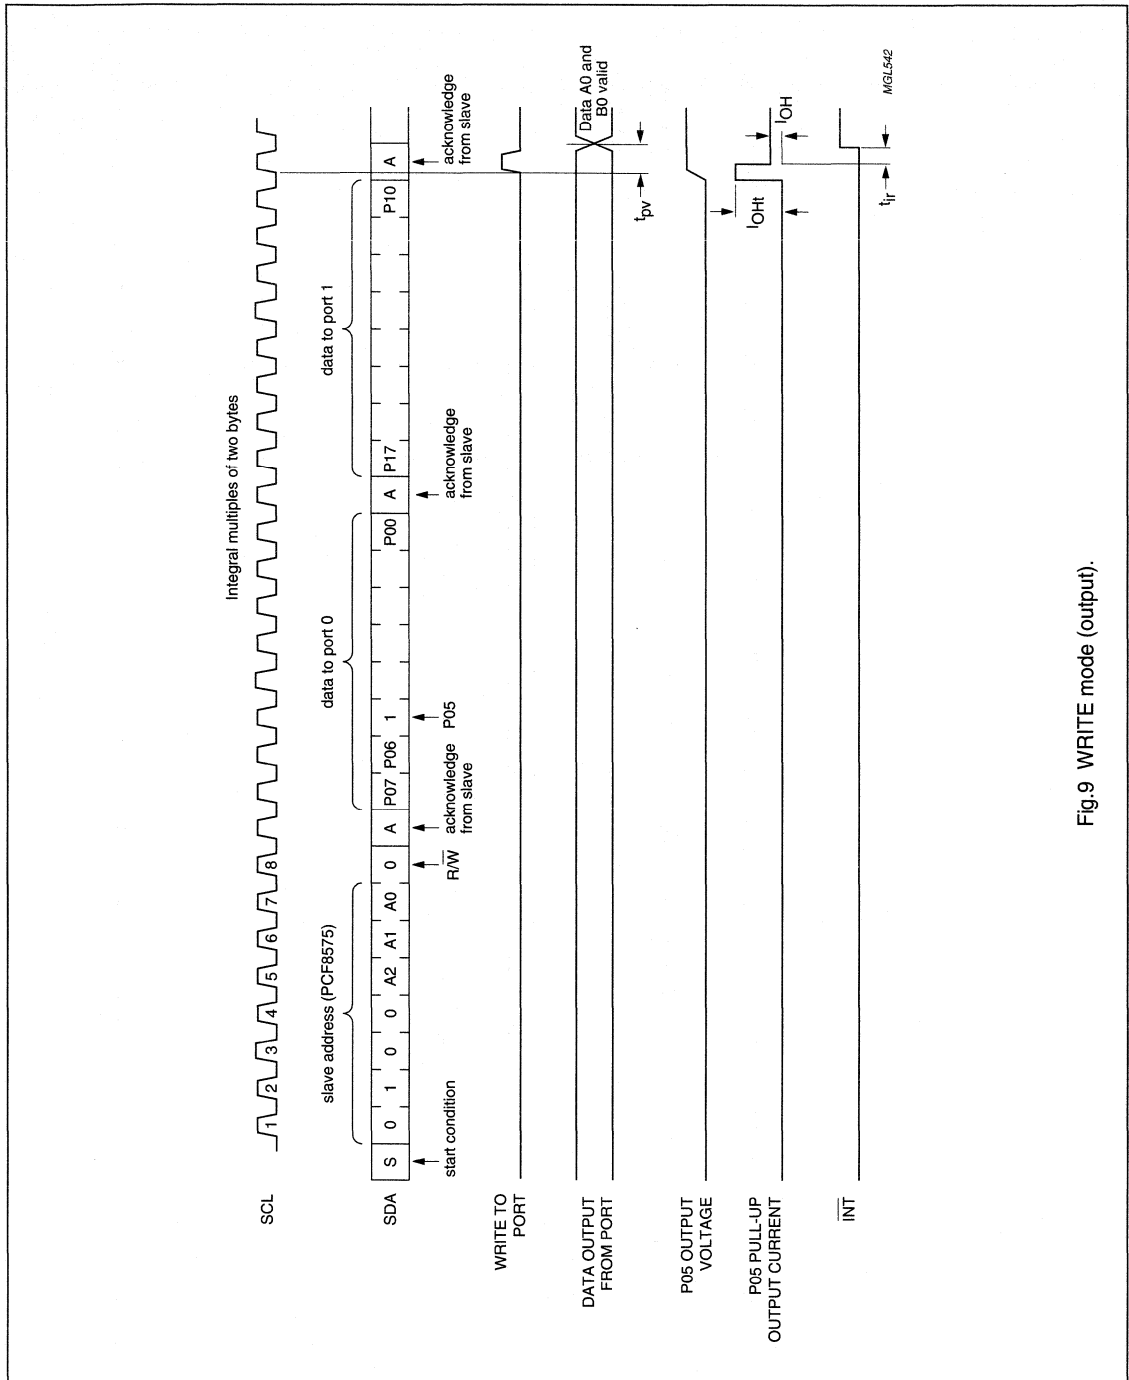 Integral multiples of two bytes
SCL
1 2 3 4 5 6 7 8
slave address (PCF8575)
data to port 0
data to port 1
SDA
S 0 1 0 0 A2 A1 A0 0 A P07 P06 1 P00 A P17 P10 A
start condition
R/W
acknowledge
from slave
P05
acknowledge
from slave
acknowledge
from slave
WRITE TO
PORT
DATA OUTPUT
FROM PORT
Data A0 and
B0 valid
tpv
P05 OUTPUT
VOLTAGE
P05 PULL-UP
OUTPUT CURRENT
IOHt
IOH
INT
tir
MGL542
Fig.9 WRITE mode (output).